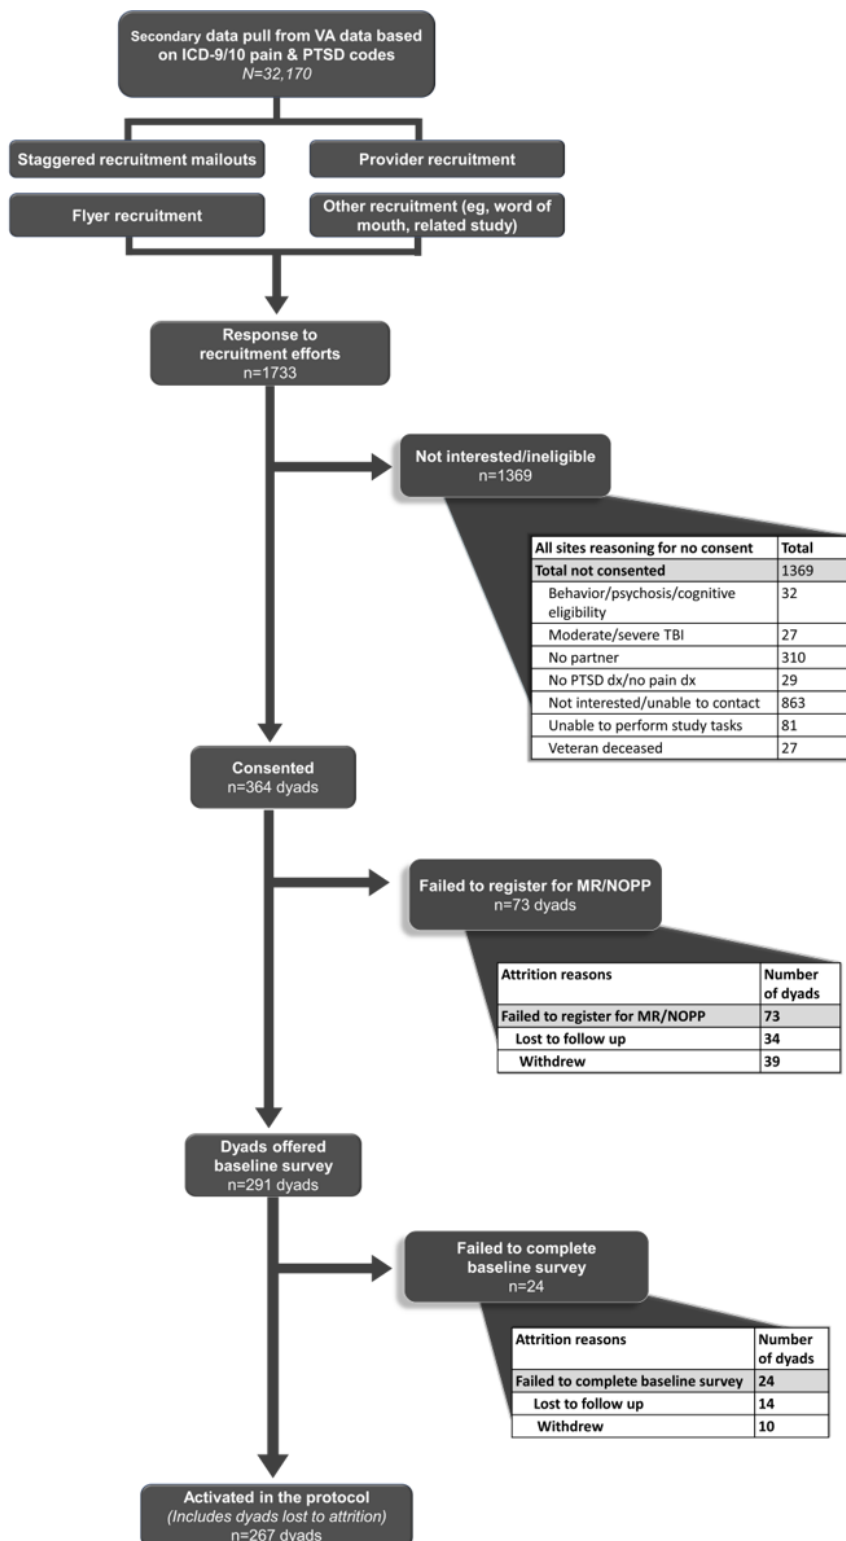 Secondary data pull from VA data based
on ICD-9/10 pain & PTSD codes
N=32,170
Staggered recruitment mailouts
Provider recruitment
Flyer recruitment
Other recruitment (eg, word of
mouth, related study)
Response to
recruitment efforts
n=1733
Not interested/ineligible
n=1369
All sites reasoning for no consent Total
Total not consented 1369
Behavior/psychosis/cognitive
eligibility 32
Moderate/severe TBI 27
No partner 310
No PTSD dx/no pain dx 29
Not interested/unable to contact 863
Unable to perform study tasks 81
Veteran deceased 27
Consented
n=364 dyads
Failed to register for MR/NOPP
n=73 dyads
Attrition reasons Number
of dyads
Failed to register for MR/NOPP 73
Lost to follow up 34
Withdrew 39
Dyads offered
baseline survey
n=291 dyads
Failed to complete
baseline survey
n=24
Attrition reasons Number
of dyads
Failed to complete baseline survey 24
Lost to follow up 14
Withdrew 10
Activated in the protocol
(Includes dyads lost to attrition)
n=267 dyads